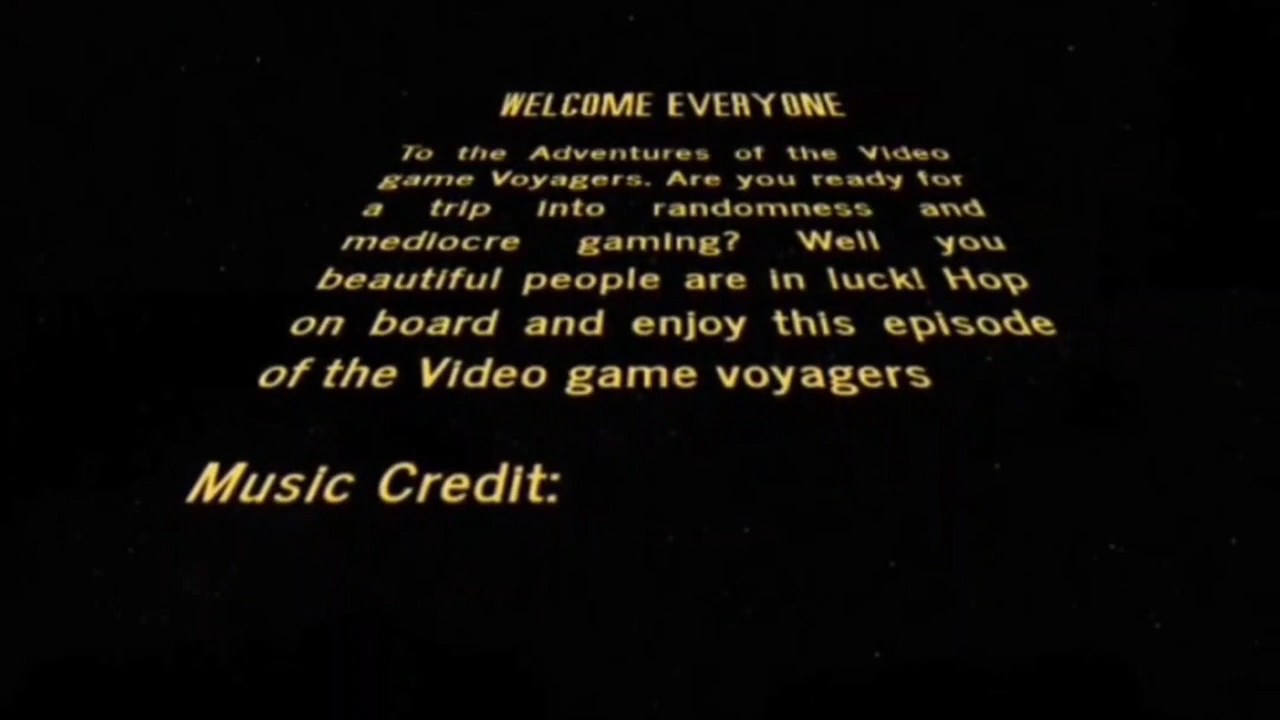 WELCOME EVERYONE
To the Adventures of the Video
game Voyagers. Are you ready for
a trip into randomness and
mediocre gaming? Well you
beautiful people are in luck! Hop
on board and enjoy this episode
of the Video game voyagers
Music Credit: